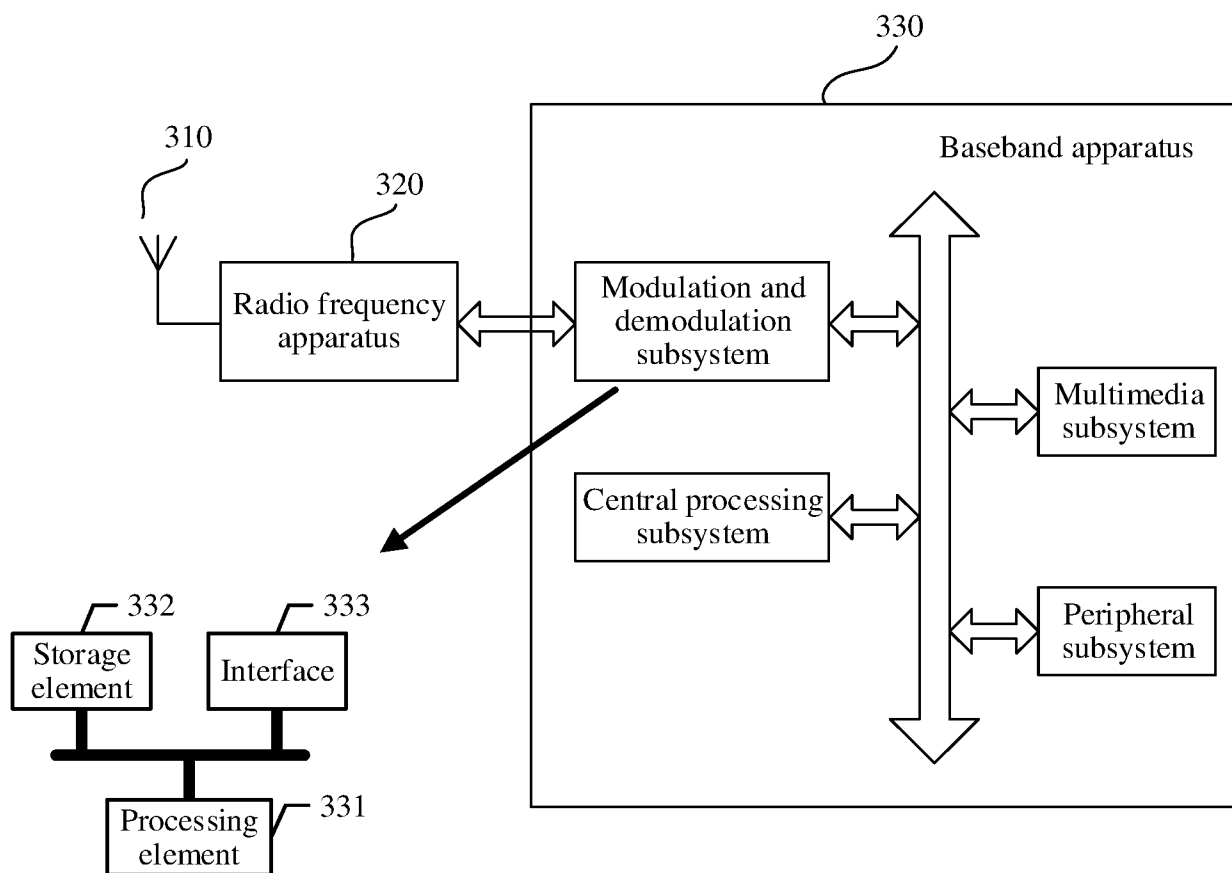 330
Baseband apparatus
310
320
Radio frequency
apparatus
Modulation and
demodulation
subsystem
Multimedia
subsystem
Central processing
subsystem
Peripheral
subsystem
332
333
Storage
element
Interface
331
Processing
element